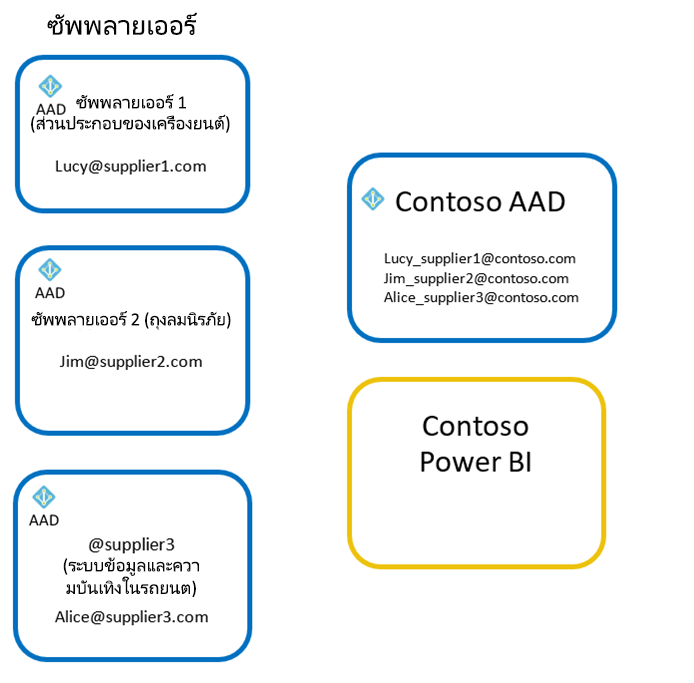 ซัพพลายเออร์
AAD
ซัพพลายเออร์ 1
(ส่วนประกอบของเครื่องยนต์)
Lucy@supplier1.com
AAD
ซัพพลายเออร์ 2 (ถุงลมนิรภัย)
Jim@supplier2.com
AAD
@supplier3
(ระบบข้อมูลและควา
มบันเทิงในรถยนต์)
Alice@supplier3.com
Contoso AAD
Lucy_supplier1@contoso.com
Jim_supplier2@contoso.com
Alice_supplier3@contoso.com
Contoso
Power BI